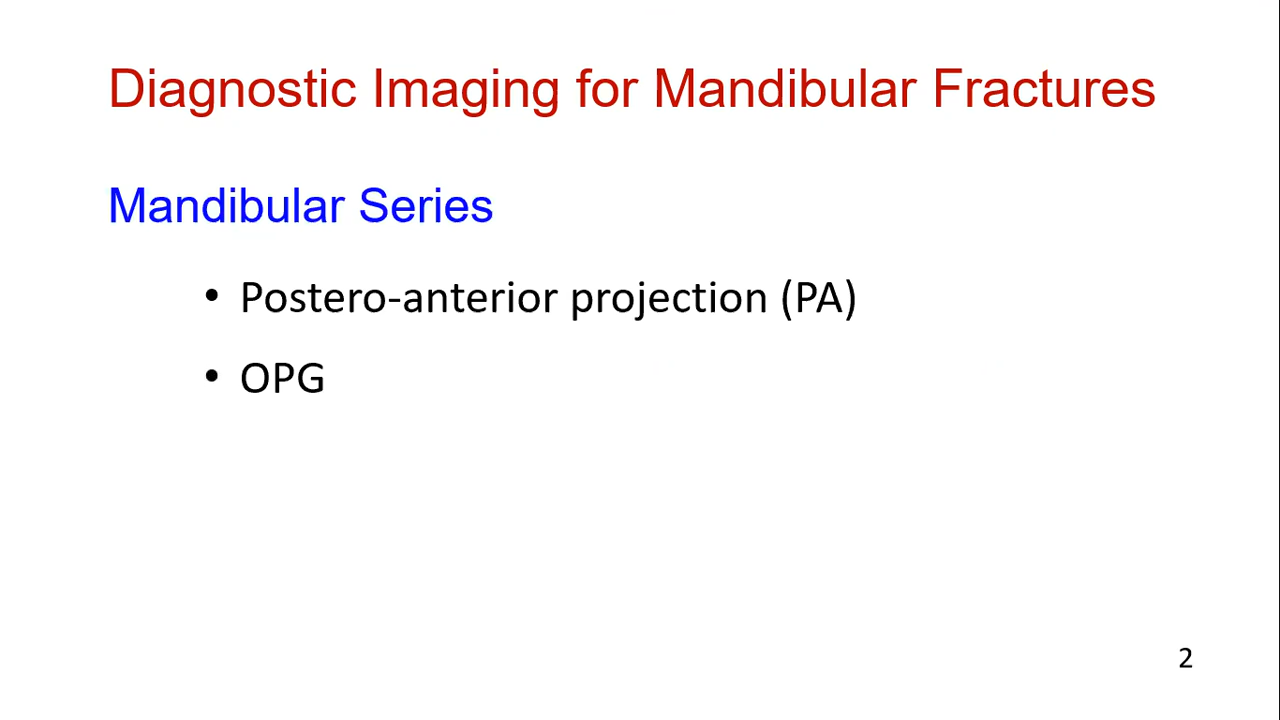 Diagnostic Imaging for Mandibular Fractures
Mandibular Series
• Postero-anterior projection (PA)
• OPG
2